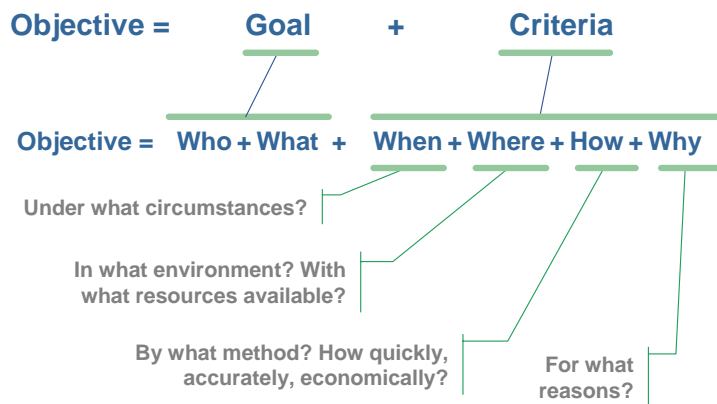 Objective = Goal + Criteria
Objective = Who + What + When + Where + How + Why
Under what circumstances?
In what environment? With
what resources available?
By what method? How quickly,
accurately, economically?
For what
reasons?